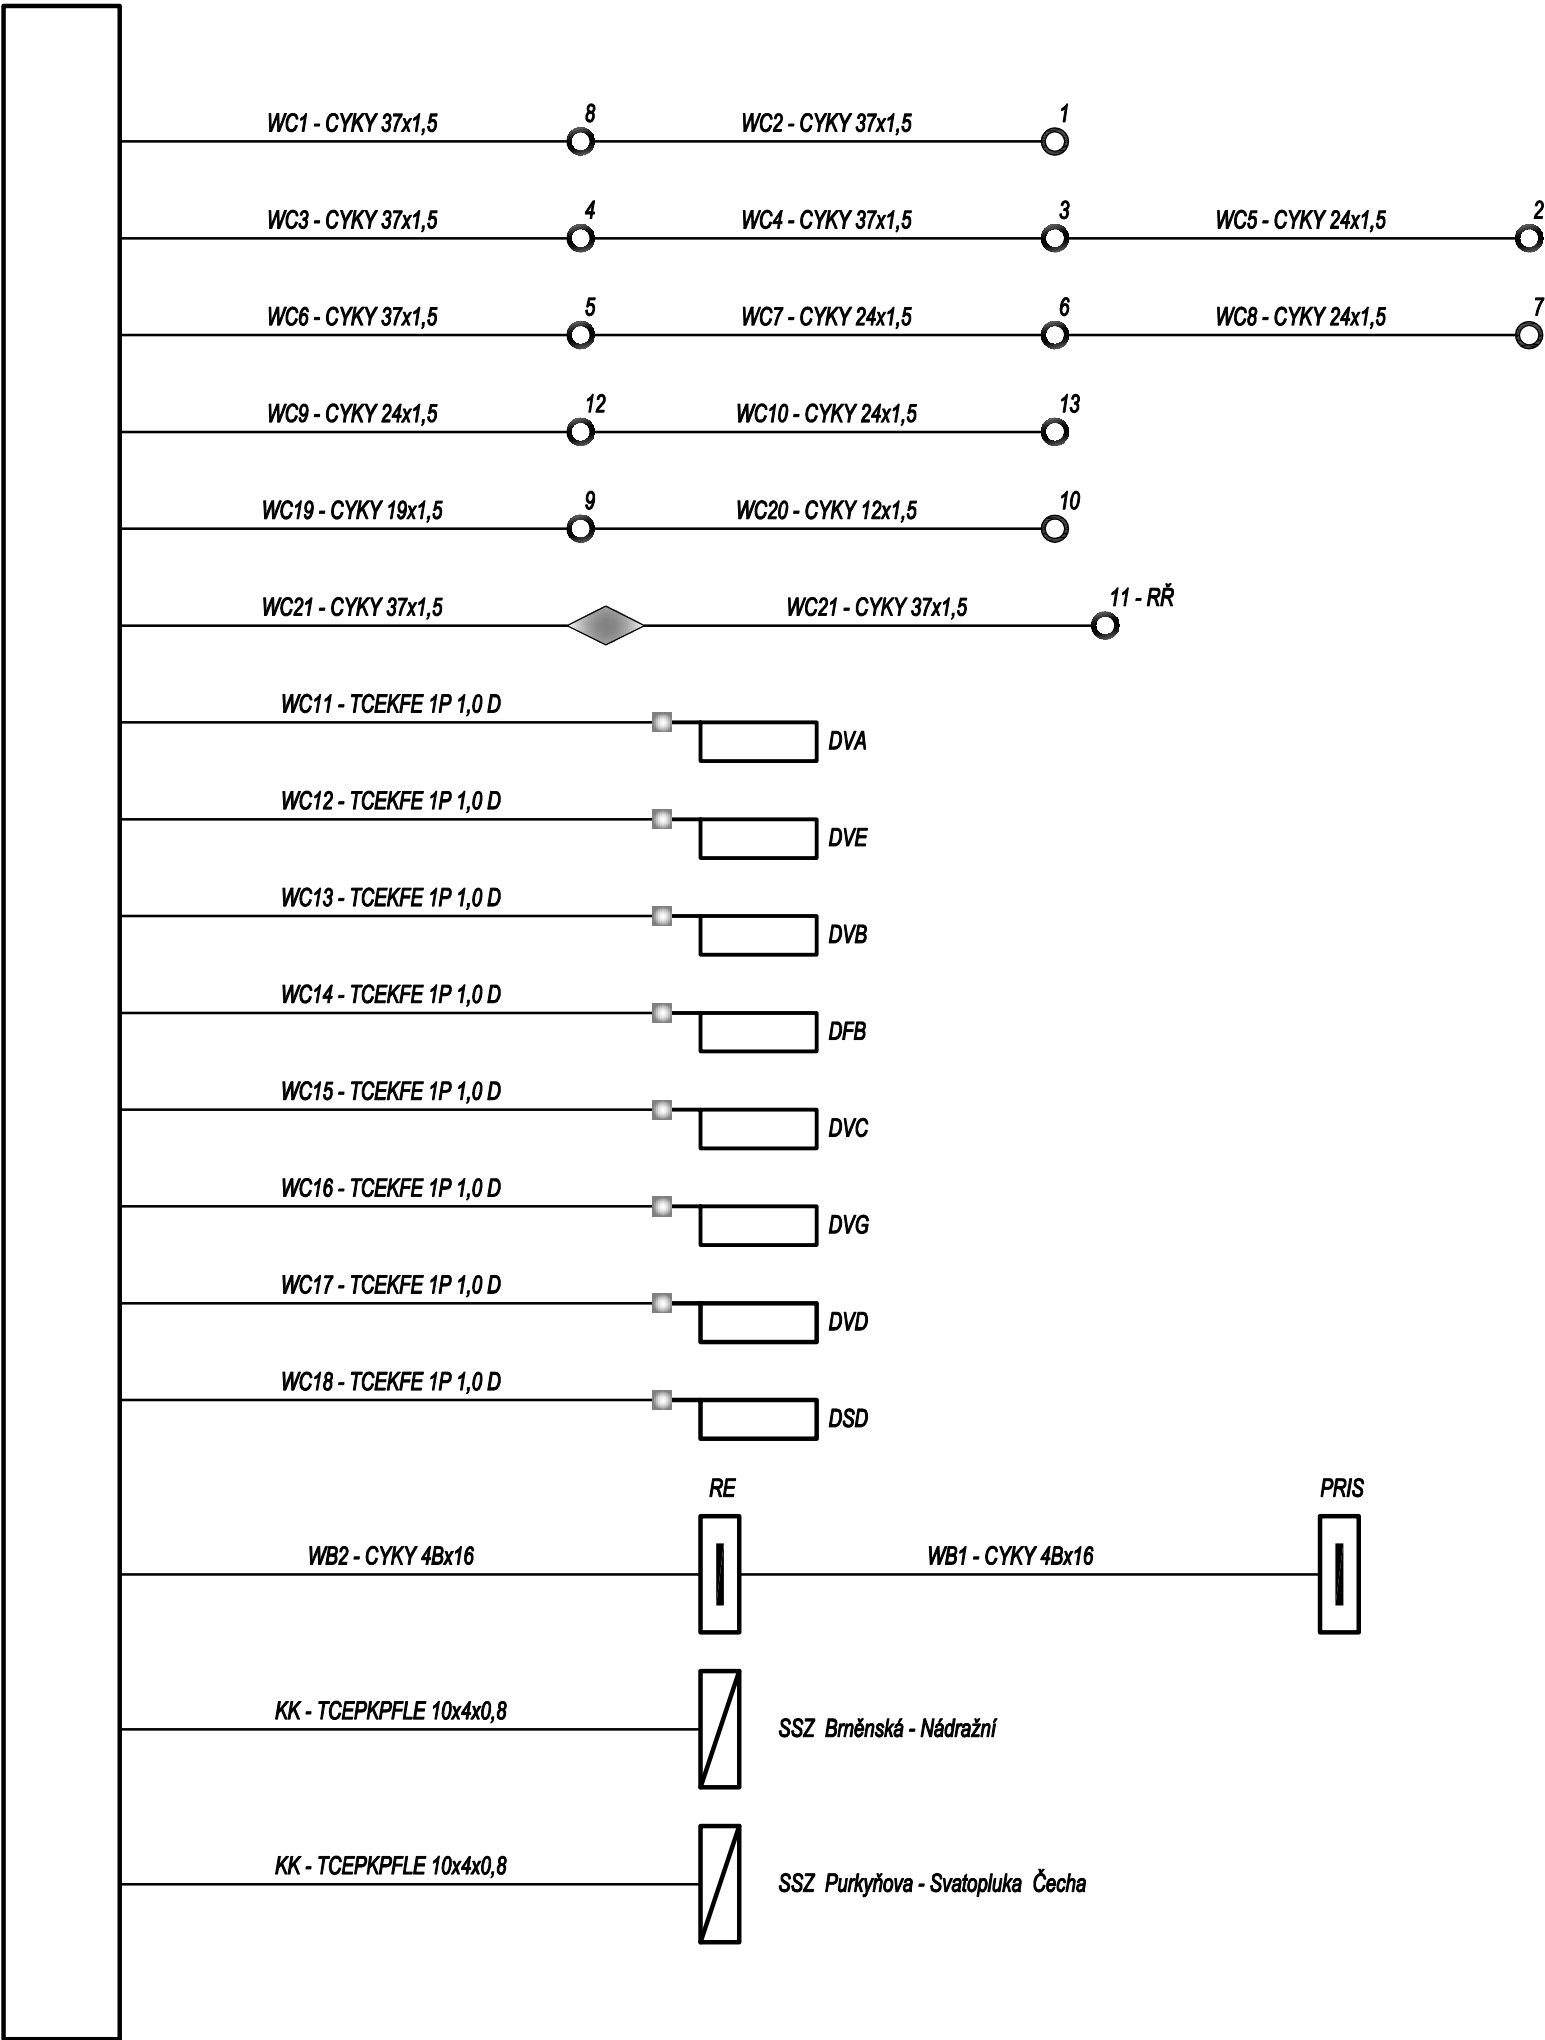 8
1
WC1 - CYKY 37x1,5
WC2 - CYKY 37x1,5
4
3
2
WC3 - CYKY 37x1,5
WC4 - CYKY 37x1,5
WC5 - CYKY 24x1,5
5
6
7
WC6 - CYKY 37x1,5
WC7 - CYKY 24x1,5
WC8 - CYKY 24x1,5
12
13
WC9 - CYKY 24x1,5
WC10 - CYKY 24x1,5
9
10
WC19 - CYKY 19x1,5
WC20 - CYKY 12x1,5
11 - RŘ
WC21 - CYKY 37x1,5
WC21 - CYKY 37x1,5
WC11 - TCEKFE 1P 1,0 D
DVA
WC12 - TCEKFE 1P 1,0 D
DVE
WC13 - TCEKFE 1P 1,0 D
DVB
WC14 - TCEKFE 1P 1,0 D
DFB
WC15 - TCEKFE 1P 1,0 D
DVC
WC16 - TCEKFE 1P 1,0 D
DVG
WC17 - TCEKFE 1P 1,0 D
DVD
WC18 - TCEKFE 1P 1,0 D
DSD
RE
PRIS
WB2 - CYKY 4Bx16
WB1 - CYKY 4Bx16
KK - TCEPKPFLE 10x4x0,8
SSZ Brněnská - Nádražní
KK - TCEPKPFLE 10x4x0,8
SSZ Purkyňova - Svatopluka Čecha